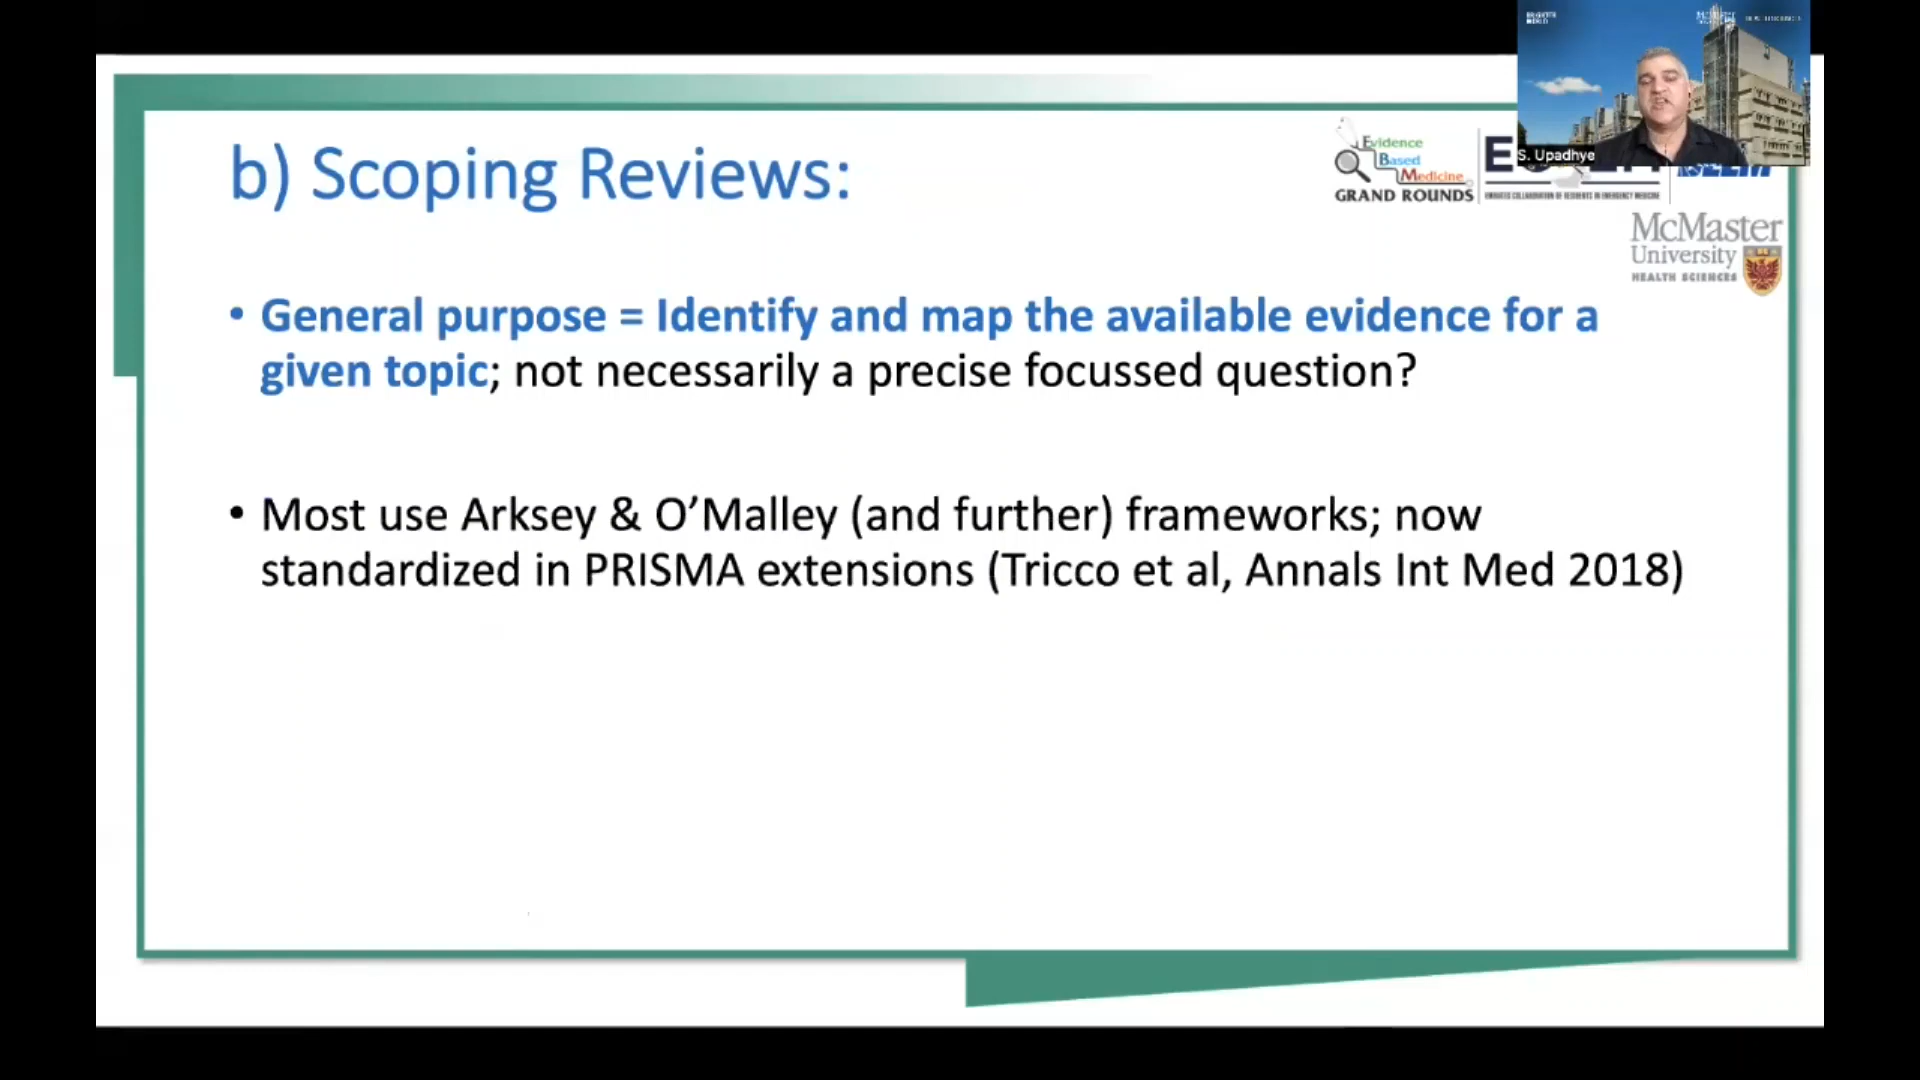 b) Scoping Reviews:
Evidence
Based
Medicine
GRAND ROUNDS
S. Upadhye
McMaster
University
HEALTH SCIENCES
• General purpose = Identify and map the available evidence for a
given topic; not necessarily a precise focussed question?
• Most use Arksey & O’Malley (and further) frameworks; now
standardized in PRISMA extensions (Tricco et al, Annals Int Med 2018)